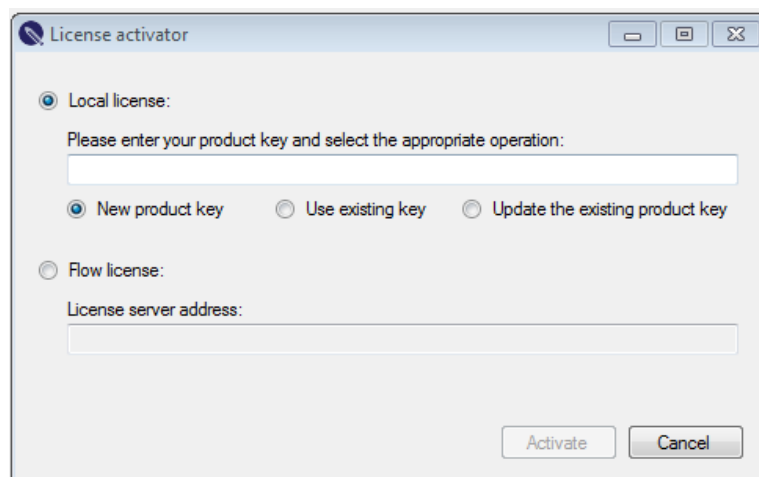 License activator
Local license:
Please enter your product key and select the appropriate operation:
New product key Use existing key Update the existing product key
Flow license:
License server address:
Activate Cancel